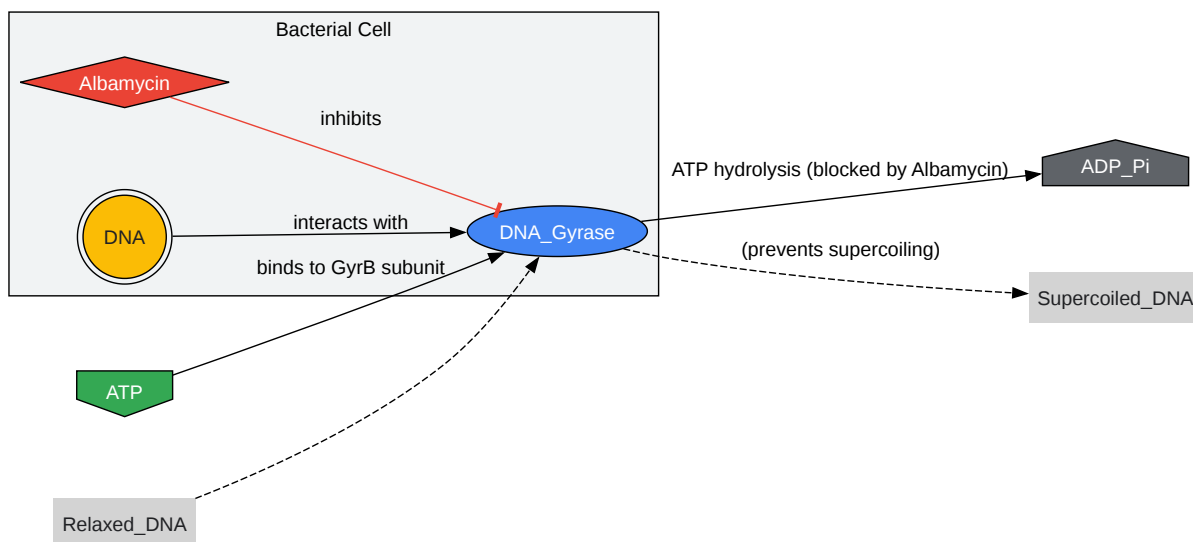 Bacterial Cell
Albamycin
inhibits
ATP hydrolysis (blocked by Albamycin)
ADP_Pi
DNA
interacts with
DNA_Gyrase
(prevents supercoiling)
binds to GyrB subunit
Supercoiled_DNA
ATP
Relaxed_DNA